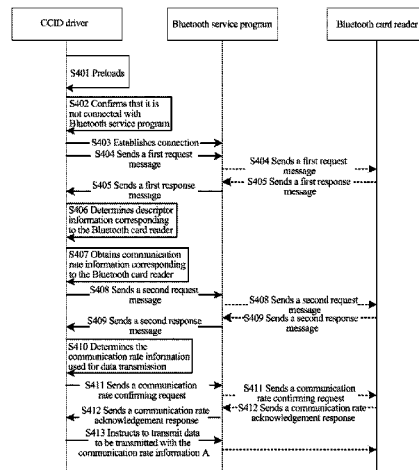 CCID driver
Bluetooth service program
Bluetooth card reader
S401 Preloads
S402 Confirms that it is
not connected with
Bluetooth service program
S403 Establishes connection
S404 Sends a first request
message
S404 Sends a first request
message
S405 Sends a first response
message
S405 Sends a first response
message
S406 Determines descriptor
information corresponding
to the Bluetooth card reader
S407 Obtains communication
rate information corresponding
to the Bluetooth card reader
S408 Sends a second request
message
S408 Sends a second request
message
S409 Sends a second response
message
S409 Sends a second response
message
S410 Determines the
communication rate information
used for data transmission
S411 Sends a communication
rate confirming request
S411 Sends a communication
rate confirming request
S412 Sends a communication rate
acknowledgement response
S412 Sends a communication rate
acknowledgement response
S413 Instructs to transmit data
to be transmitted with the
communication rate information A